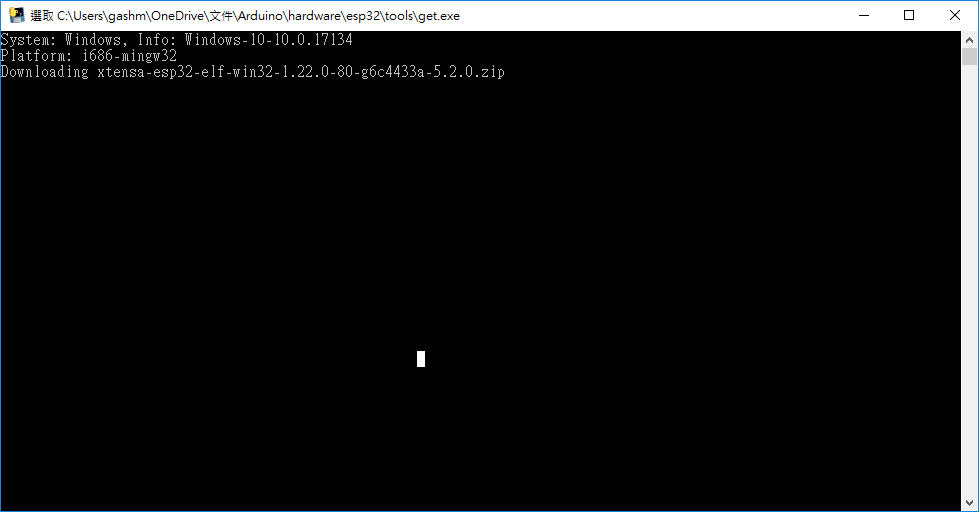 選取 C:\Users\gashm\OneDrive\文件\Arduino\hardware\esp32\tools\get.exe
System: Windows, Info: Windows-10-10.0.17134
Platform: i686-mingw32
Downloading xtensa-esp32-elf-win32-1.22.0-80-g6c4433a-5.2.0.zip